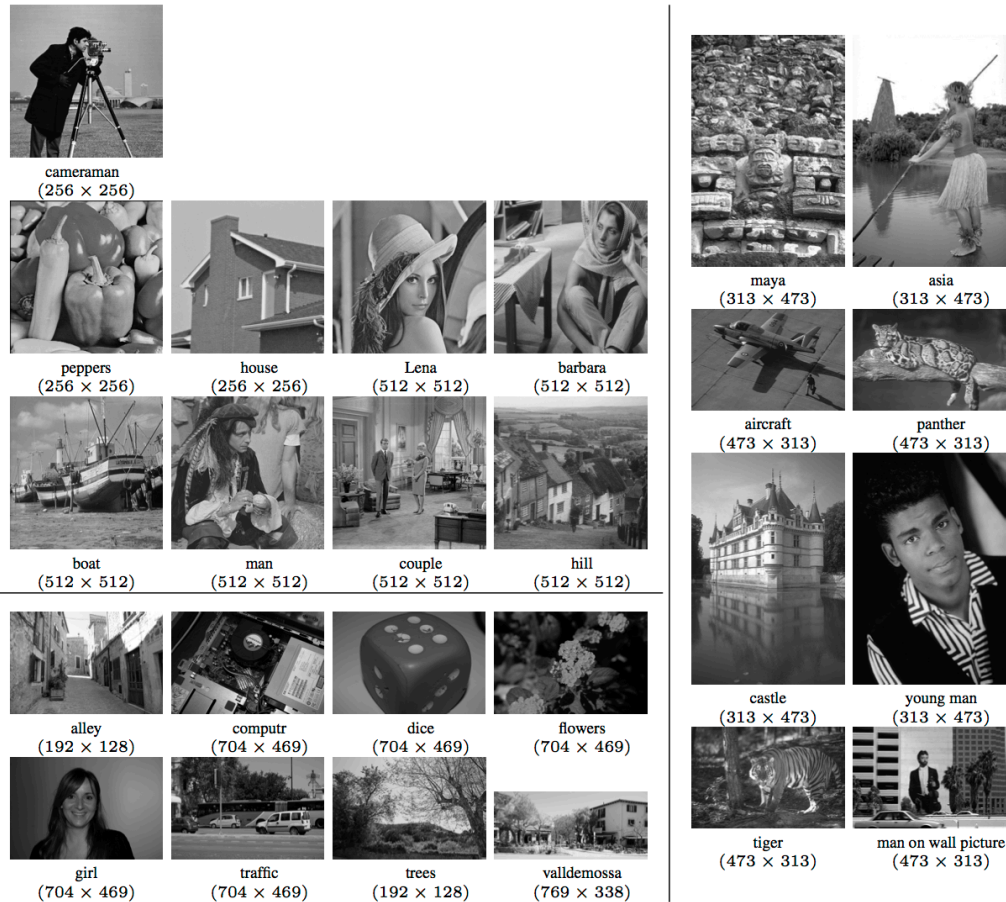 cameraman
(256 × 256)
peppers
(256 × 256)
house
(256 × 256)
Lena
(512 × 512)
barbara
(512 × 512)
boat
(512 × 512)
man
(512 × 512)
couple
(512 × 512)
hill
(512 × 512)
alley
(192 × 128)
computr
(704 × 469)
dice
(704 × 469)
flowers
(704 × 469)
girl
(704 × 469)
traffic
(704 × 469)
trees
(192 × 128)
valldemossa
(769 × 338)
maya
(313 × 473)
asia
(313 × 473)
aircraft
(473 × 313)
panther
(473 × 313)
castle
(313 × 473)
young man
(313 × 473)
tiger
(473 × 313)
man on wall picture
(473 × 313)